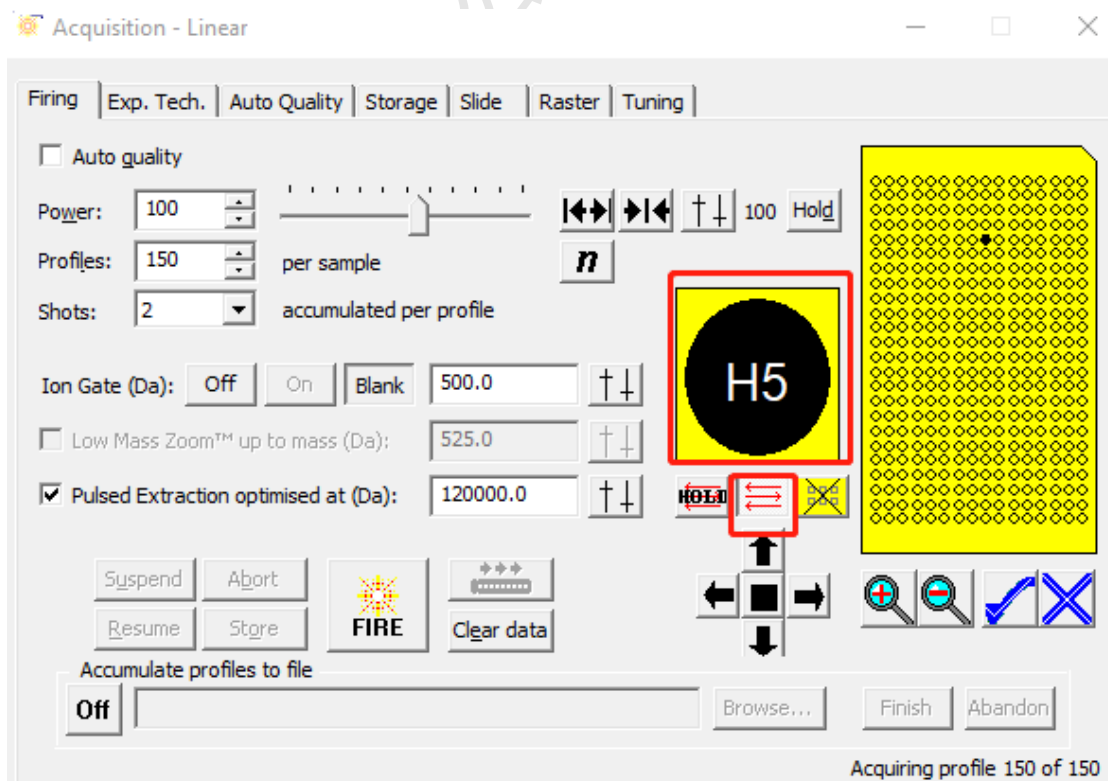 Acquisition - Linear
Firing Exp. Tech. Auto Quality Storage Slide Raster Tuning
Auto quality
Power: 100 100 Hold
Profiles: 150 per sample n
Shots: 2 accumulated per profile
H5
Ion Gate (Da): Off On Blank 500.0
Low Mass Zoom™ up to mass (Da): 525.0
Pulsed Extraction optimised at (Da): 120000.0 HOLD
Suspend Abort
Resume Store FIRE Clear data
Accumulate profiles to file
Off Browse... Finish Abandon
Acquiring profile 150 of 150